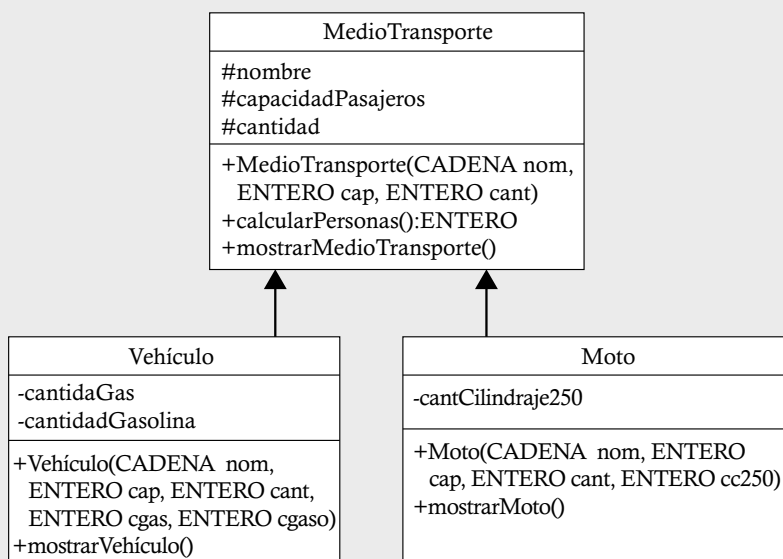 MedioTransporte
#nombre
#capacidadPasajeros
#cantidad
+MedioTransporte(CADENA nom,
ENTERO cap, ENTERO cant)
+calcularPersonas():ENTERO
+mostrarMedioTransporte()
Vehículo
-cantidaGas
-cantidadGasolina
+Vehículo(CADENA nom,
ENTERO cap, ENTERO cant,
ENTERO cgas, ENTERO cgaso)
+mostrarVehículo()
Moto
-cantCilindraje250
+Moto(CADENA nom, ENTERO
cap, ENTERO cant, ENTERO cc250)
+mostrarMoto()